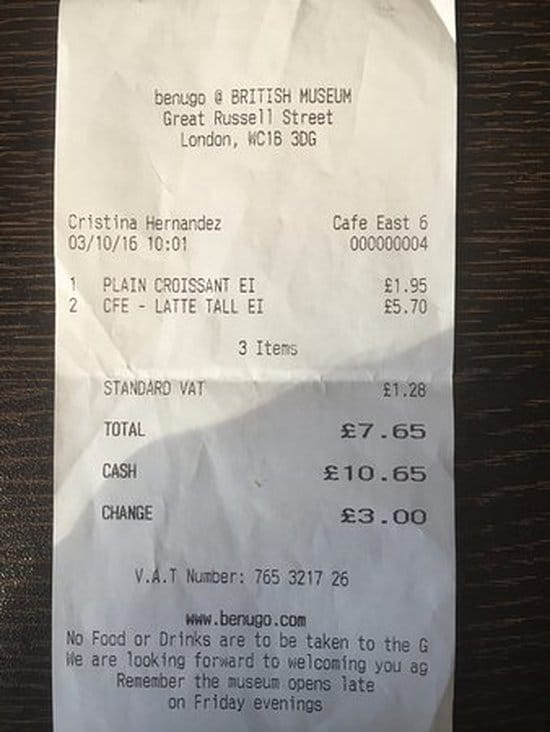 benugo @ BRITISH MUSEUM
Great Russell Street
London, WC1B 3DG
Cristina Hernandez Cafe East 6
03/10/16 10:01 000000004
1 PLAIN CROISSANT EI £1.95
2 CFE - LATTE TALL EI £5.70
3 Items
STANDARD VAT £1.28
TOTAL £7.65
CASH £10.65
CHANGE £3.00
V.A.T Number: 765 3217 26
www.benugo.com
No Food or Drinks are to be taken to the G
We are looking forward to welcoming you ag
Remember the museum opens late
on Friday evenings